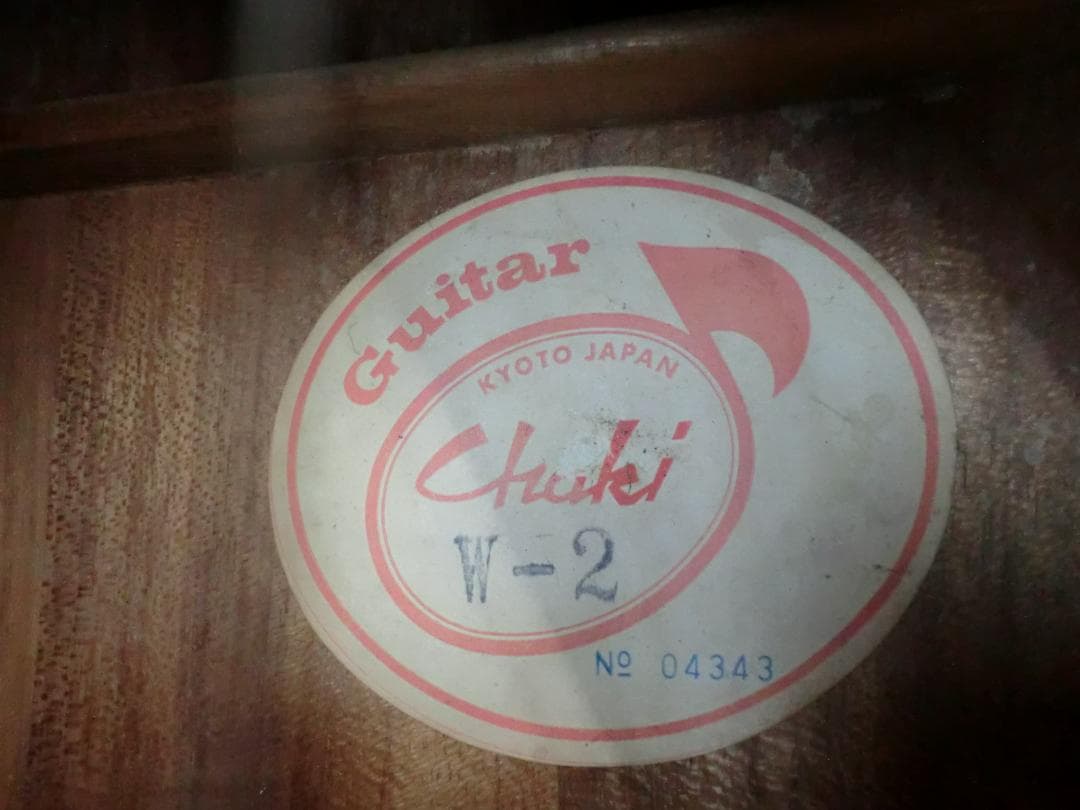 Guitar
KYOTO JAPAN
Chaki
W-2
Nº 04343